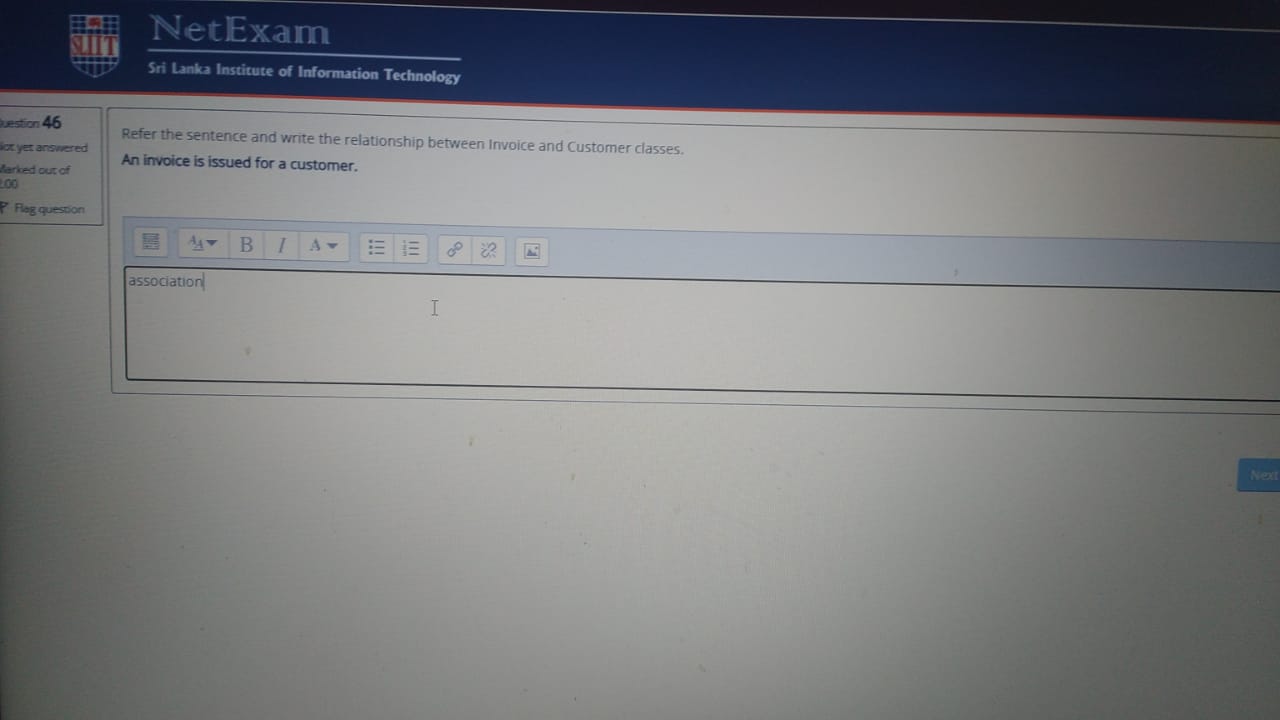 SLIIT
NetExam
Sri Lanka Institute of Information Technology
uestion 46
lot yet answered
Marked out of
.00
Flag question
Refer the sentence and write the relationship between Invoice and Customer classes.
An invoice is issued for a customer.
B I A
association
Next